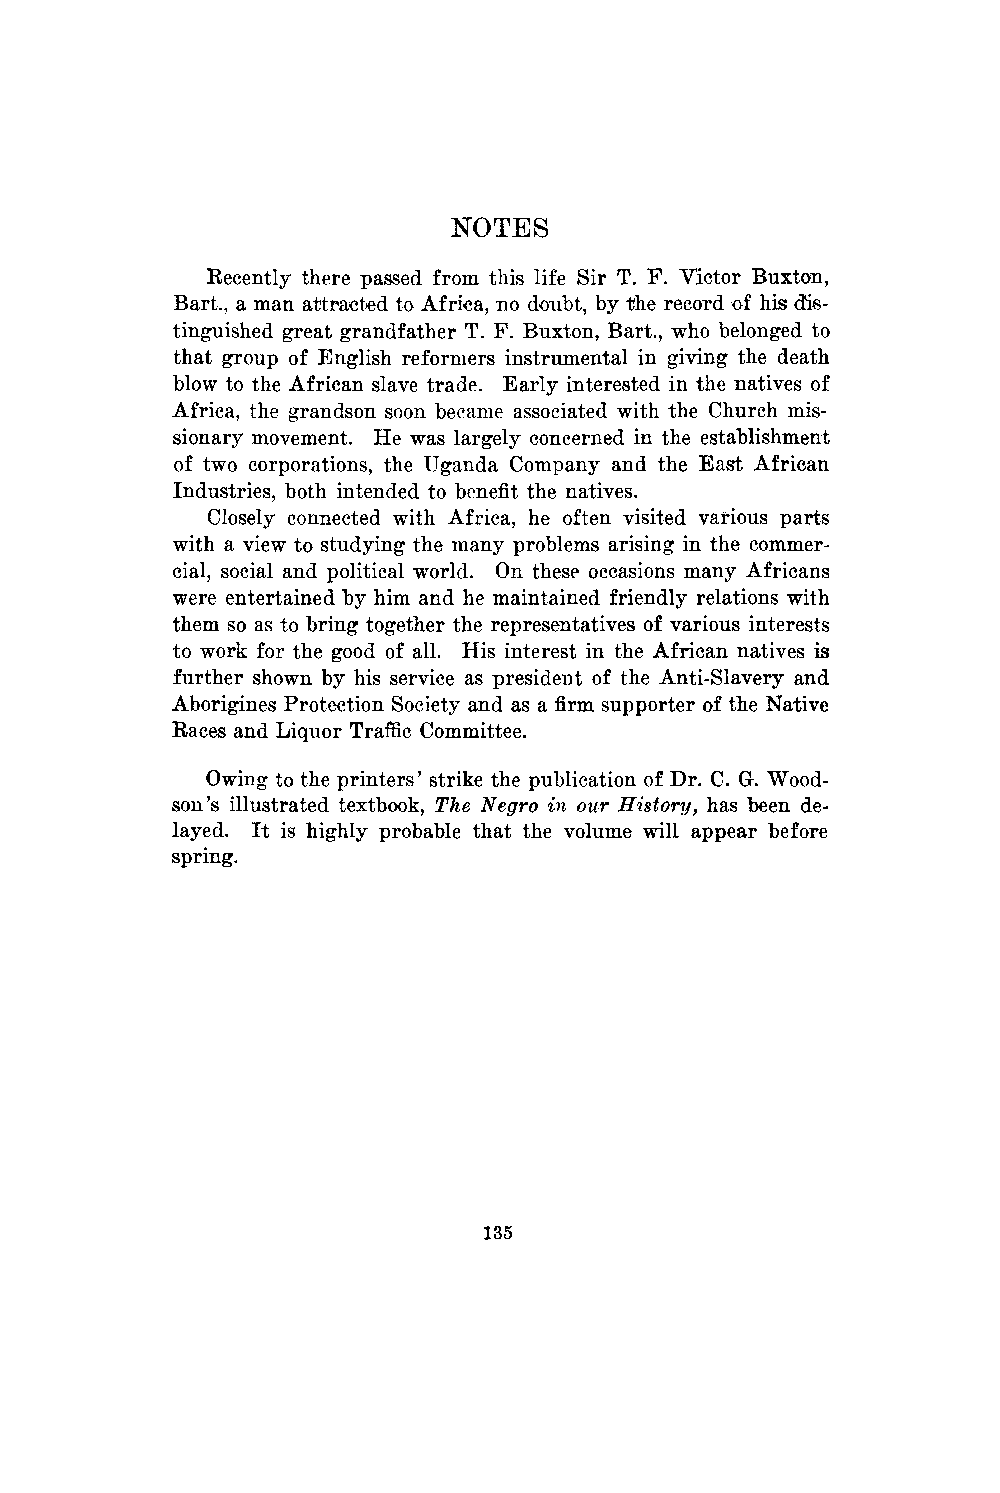 NOTES
Recently there passed from this life Sir T. F. Victor Buxton,
Bart., a man attracted to Africa, no doubt, by the record of his dis-
tinguished great grandfather T. F. Buxton, Bart., who belonged to
that group of English reformers instrumental in giving the death
blow to the African slave trade. Early interested in the natives of
Africa, the grandson soon became associated with the Church mis-
sionary movement. He was largely concerned in the establishment
of two corporations, the Uganda Company and the East African
Industries, both intended to benefit the natives.
Closely connected with Africa, he often visited various parts
with a view to studying the many problems arising in the commer-
cial, social and political world. On these occasions many Africans
were entertained by him and he maintained friendly relations with
them so as to bring together the representatives of various interests
to work for the good of all. His interest in the African natives is
further shown by his service as president of the Anti-Slavery and
Aborigines Protection Society and as a firm supporter of the Native
Races and Liquor Traffic Committee.
Owing to the printers' strike the publication of Dr. C. G. Wood-
son's illustrated textbook, The Negro in our History, has been de-
layed. It is highly probable that the volume will appear before
spring.
135